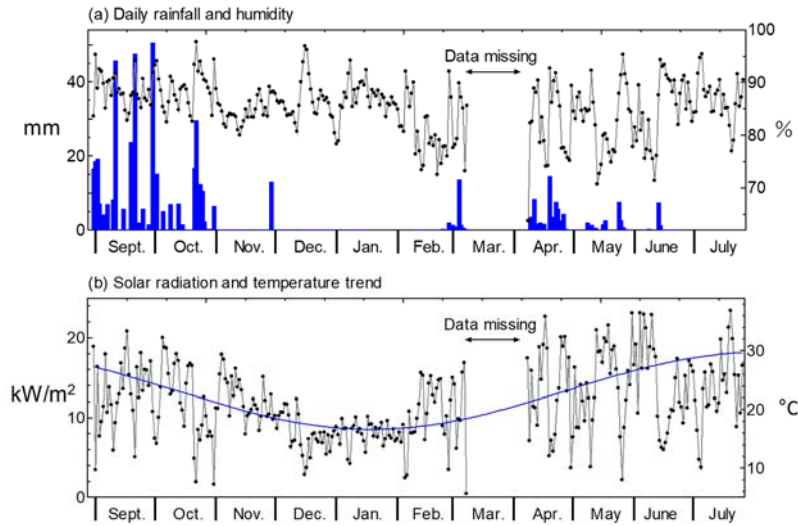 (a) Daily rainfall and humidity
100
Data missing
40
90
mm
80
%
20
70
0
Sept. Oct. Nov. Dec. Jan. Feb. Mar. Apr. May June July
(b) Solar radiation and temperature trend
Data missing
20
30
kW/m²
10
20
°C
10
0
Sept. Oct. Nov. Dec. Jan. Feb. Mar. Apr. May June July